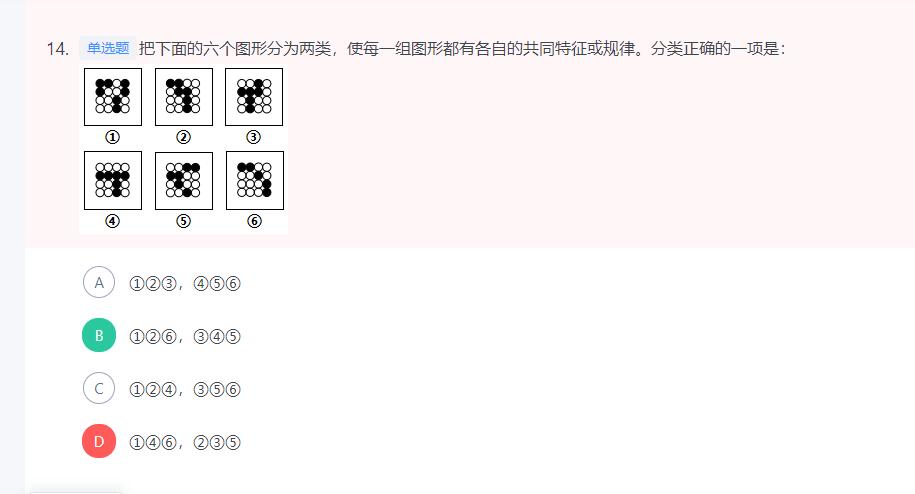 14. 单选题 把下面的六个图形分为两类，使每一组图形都有各自的共同特征或规律。分类正确的一项是：
① ② ③
④ ⑤ ⑥
A ①②③，④⑤⑥
B ①②⑥，③④⑤
C ①②④，③⑤⑥
D ①④⑥，②③⑤